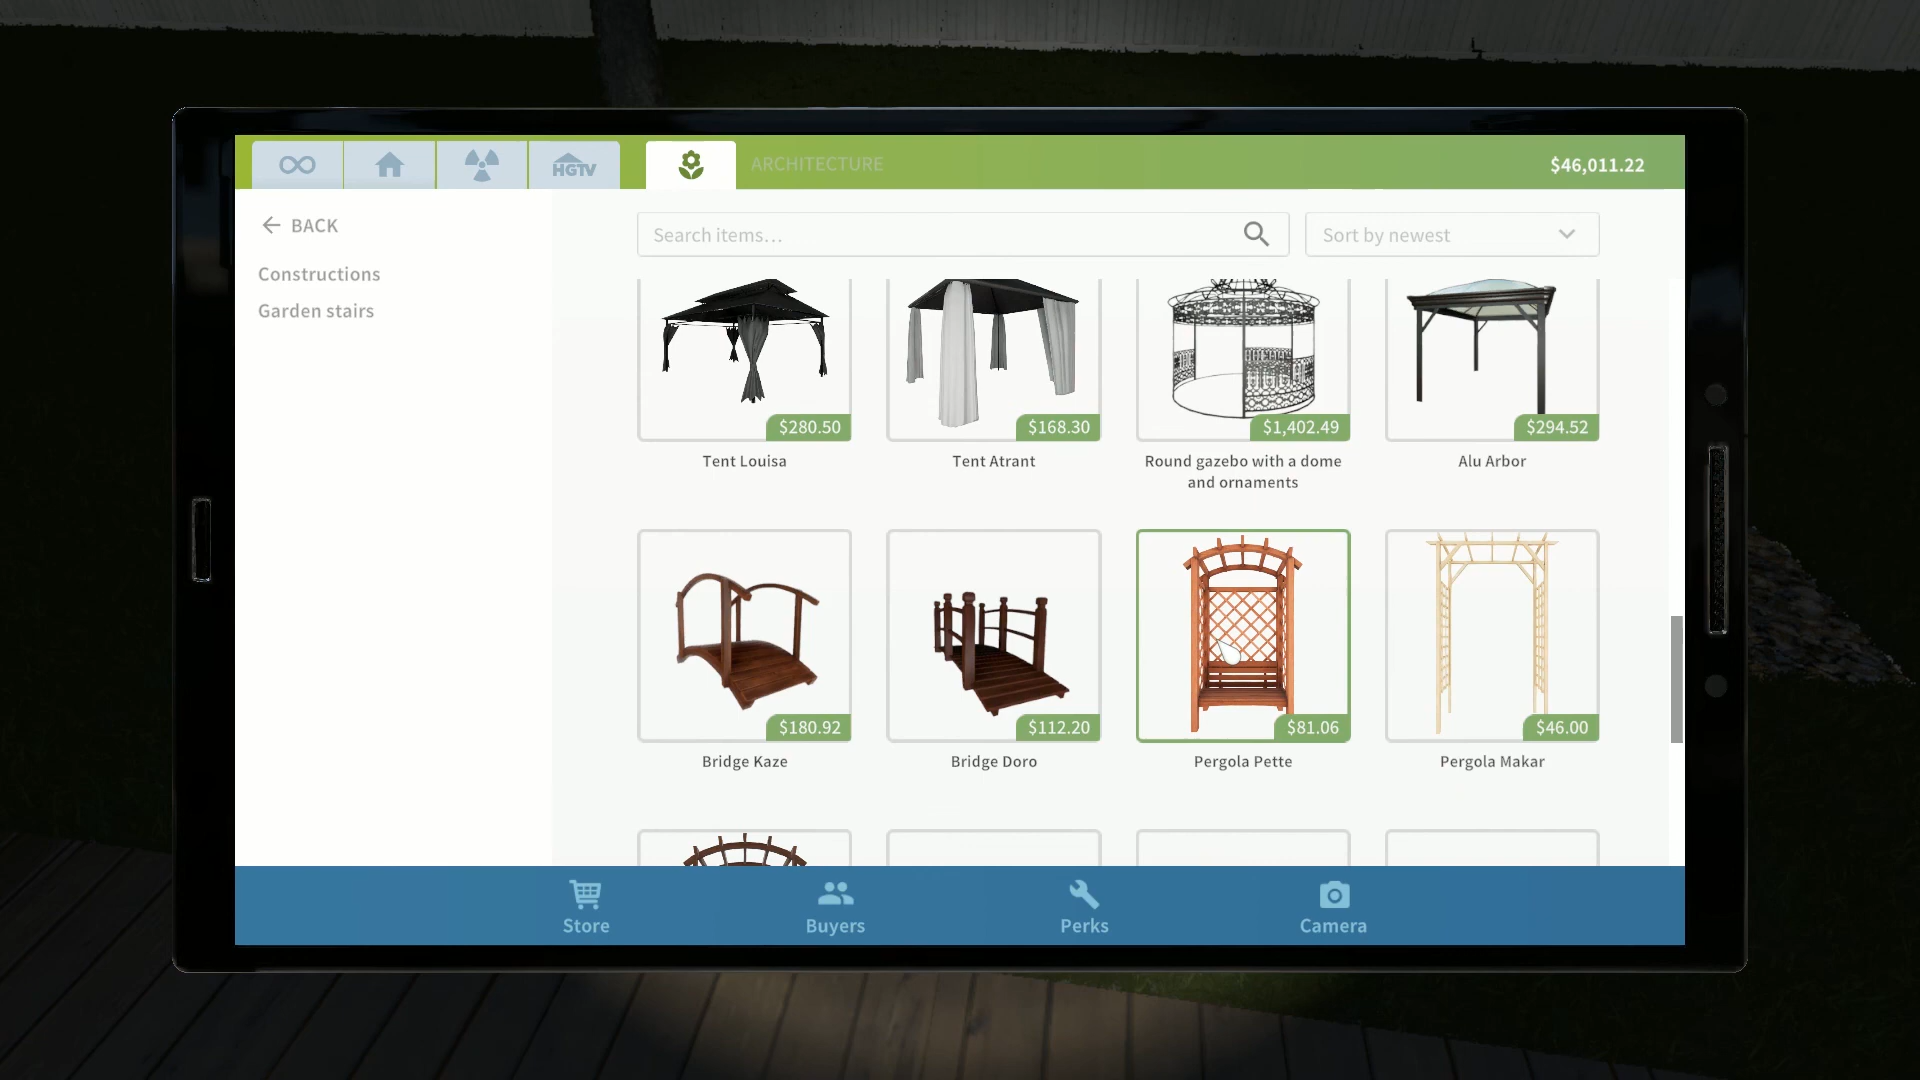 HGTV
ARCHITECTURE
$46,011.22
BACK
Search items...
Sort by newest
Constructions
Garden stairs
$280.50
$168.30
$1,402.49
$294.52
Tent Louisa
Tent Atrant
Round gazebo with a dome
and ornaments
Alu Arbor
$180.92
$112.20
$81.06
$46.00
Bridge Kaze
Bridge Doro
Pergola Pette
Pergola Makar
Store
Buyers
Perks
Camera